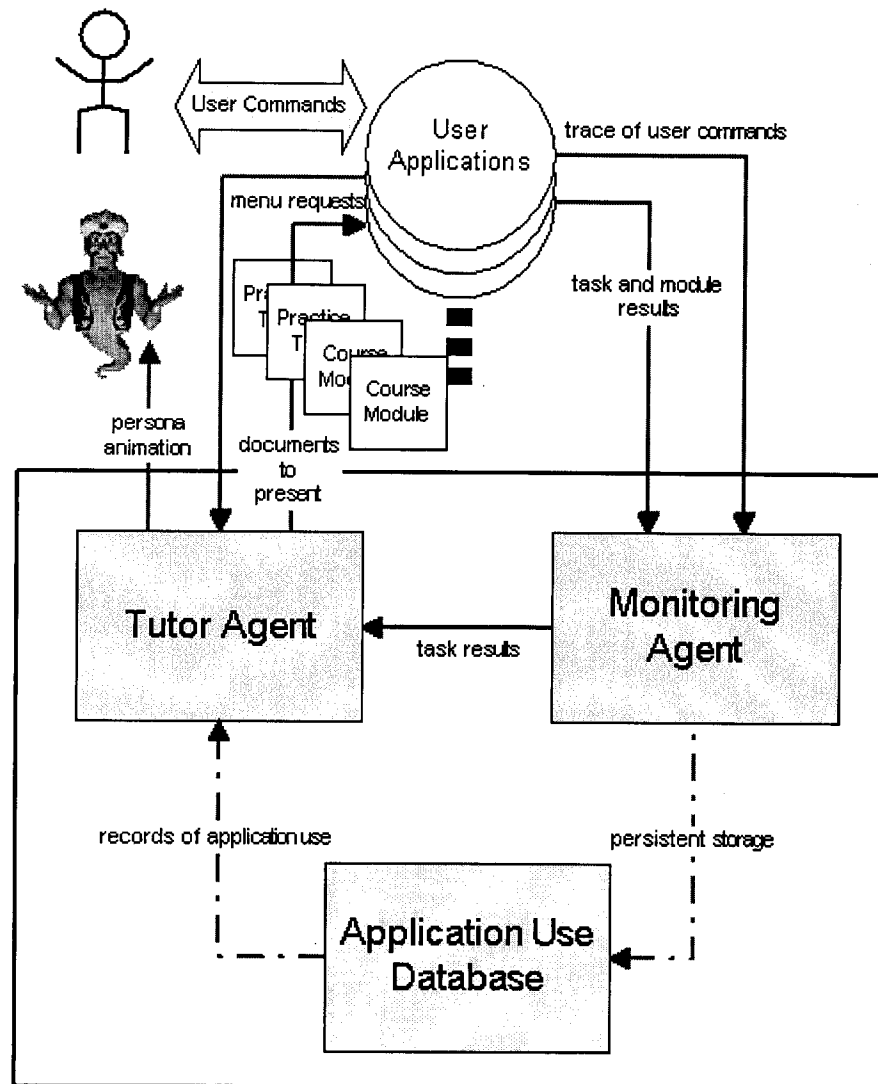 User Commands
User
Applications
trace of user commands
menu requests
task and module
results
Practice
T
Course
Mod
Course
Module
persona
animation
documents
to
present
Tutor Agent
Monitoring
Agent
task results
records of application use
persistent storage
Application Use
Database